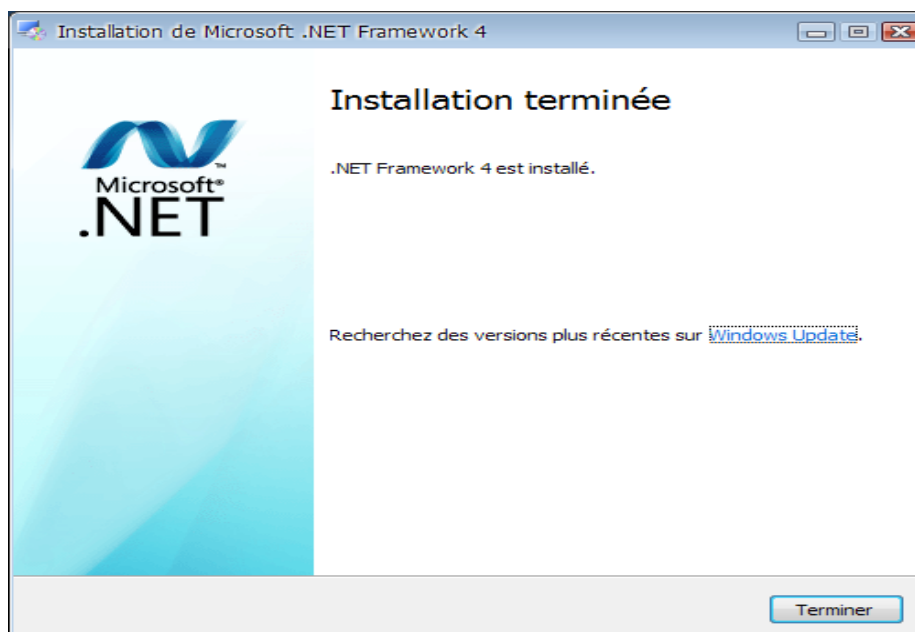 Installation de Microsoft .NET Framework 4
Installation terminée
.NET Framework 4 est installé.
Microsoft®
.NET™
Recherchez des versions plus récentes sur Windows Update.
Terminer